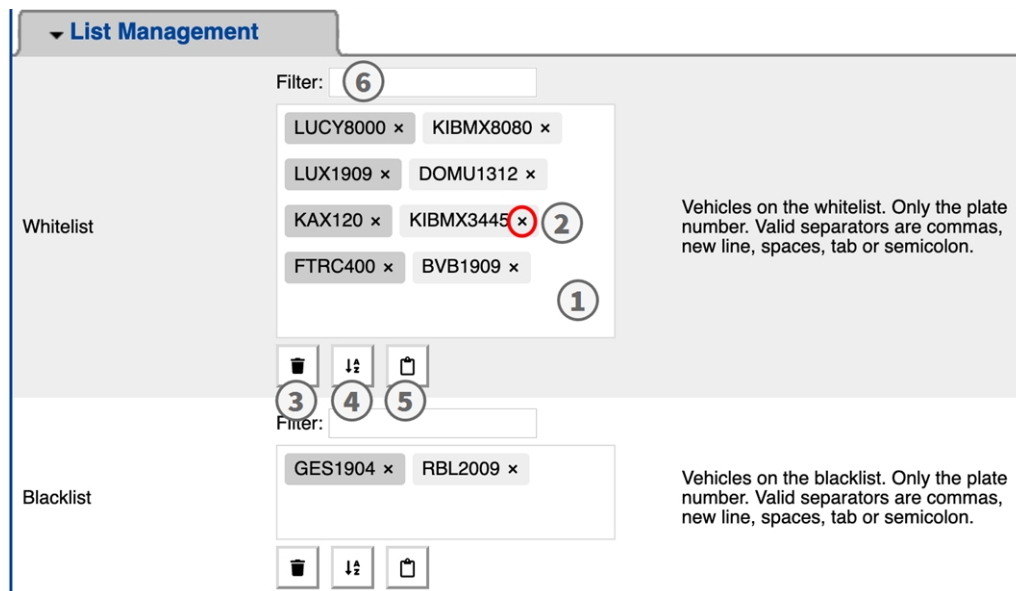 List Management
Filter: 6
LUCY8000 × KIBMX8080 ×
LUX1909 × DOMU1312 ×
KAX120 × KIBMX3445 × 2
FTRC400 × BVB1909 ×
1
Whitelist
Vehicles on the whitelist. Only the plate
number. Valid separators are commas,
new line, spaces, tab or semicolon.
3 4 5
Filter:
GES1904 × RBL2009 ×
Blacklist
Vehicles on the blacklist. Only the plate
number. Valid separators are commas,
new line, spaces, tab or semicolon.